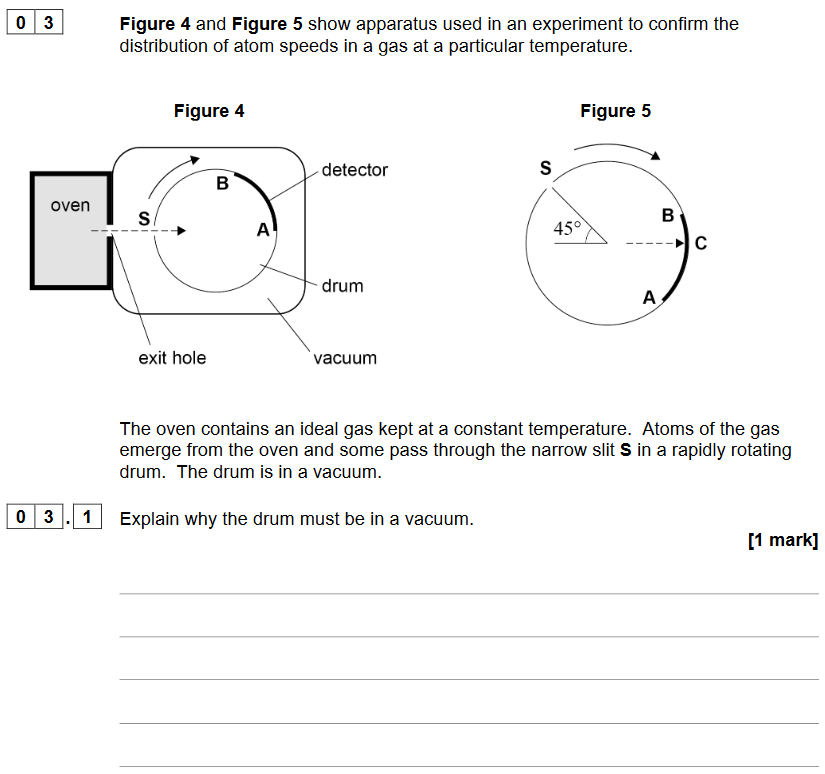 0 3
Figure 4 and Figure 5 show apparatus used in an experiment to confirm the
distribution of atom speeds in a gas at a particular temperature.
Figure 4
Figure 5
oven
S
B
A
detector
drum
exit hole
vacuum
S
45°
B
C
A
The oven contains an ideal gas kept at a constant temperature. Atoms of the gas
emerge from the oven and some pass through the narrow slit S in a rapidly rotating
drum. The drum is in a vacuum.
0 3 . 1 Explain why the drum must be in a vacuum.
[1 mark]